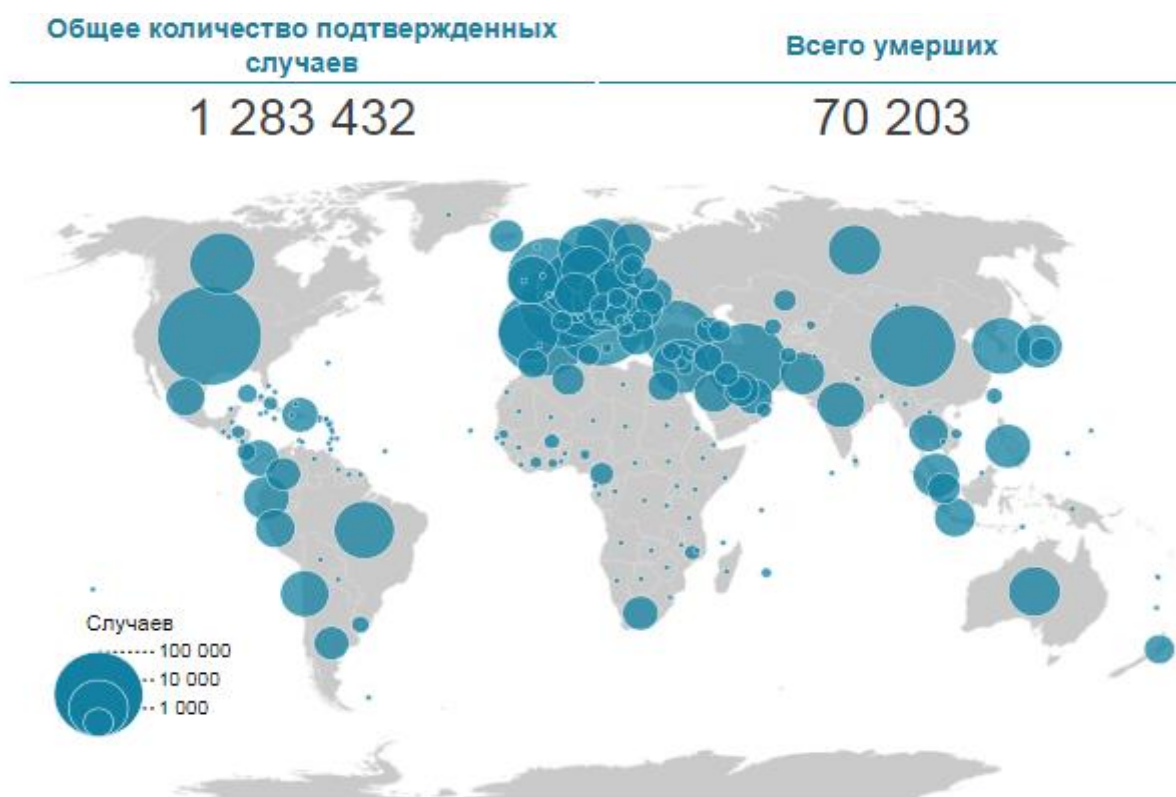 Общее количество подтвержденных
случаев
Всего умерших
1 283 432
70 203
Случаев
100 000
10 000
1 000